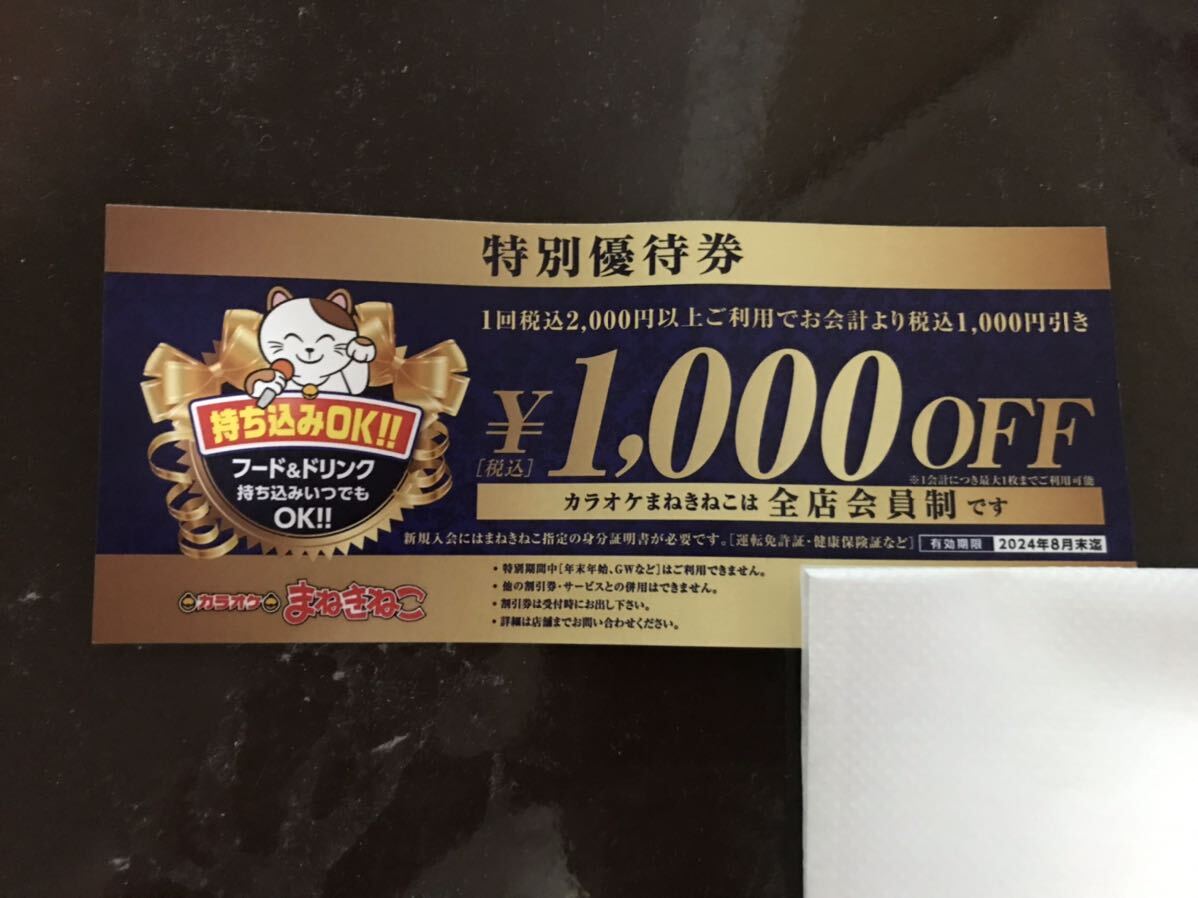 特別優待券
1回税込2,000円以上ご利用でお会計より税込1,000円引き
¥1,000OFF
[税込]
※1会計につき最大1枚までご利用可能
カラオケまねきねこは 全店会員制 です
新規入会にはまねきねこ指定の身分証明書が必要です。[運転免許証・健康保険証など]
有効期限 2024年8月末迄
持ち込みOK!!
フード&ドリンク
持ち込みいつでも
OK!!
カラオケ まねきねこ
・特別期間中[年末年始、GWなど]はご利用できません。
・他の割引券・サービスとの併用はできません。
・割引券は受付時にお出し下さい。
・詳細は店舗までお問い合わせください。